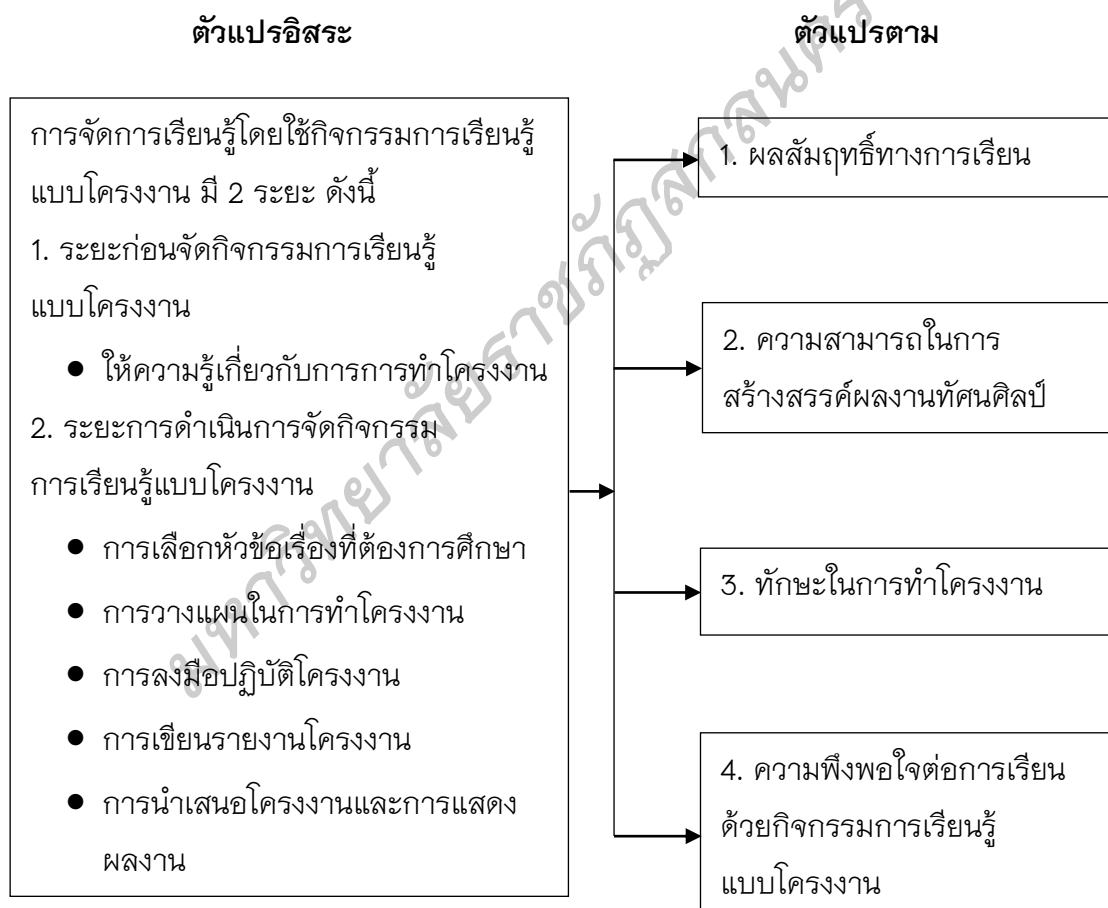 ตัวแปรอิสระ
ตัวแปรตาม
การจัดการเรียนรู้โดยใช้กิจกรรมการเรียนรู้
แบบโครงงาน มี 2 ระยะ ดังนี้
1. ระยะก่อนจัดกิจกรรมการเรียนรู้
แบบโครงงาน
● ให้ความรู้เกี่ยวกับการการทำโครงงาน
2. ระยะการดำเนินการจัดกิจกรรม
การเรียนรู้แบบโครงงาน
● การเลือกหัวข้อเรื่องที่ต้องการศึกษา
● การวางแผนในการทำโครงงาน
● การลงมือปฏิบัติโครงงาน
● การเขียนรายงานโครงงาน
● การนำเสนอโครงงานและการแสดง
ผลงาน
1. ผลสัมฤทธิ์ทางการเรียน
2. ความสามารถในการ
สร้างสรรค์ผลงานทัศนศิลป์
3. ทักษะในการทำโครงงาน
4. ความพึงพอใจต่อการเรียน
ด้วยกิจกรรมการเรียนรู้
แบบโครงงาน
มหาวิทยาลัยราชภัฏสกลนคร